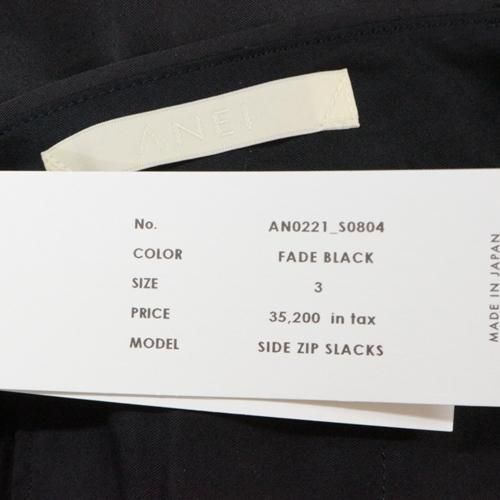 ANEI
No. AN0221_S0804
COLOR FADE BLACK
SIZE 3
PRICE 35,200 in tax
MODEL SIDE ZIP SLACKS
MADE IN JAPAN